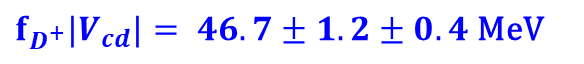 f_{D^+}|V_{cd}| = 46.7 ± 1.2 ± 0.4 MeV